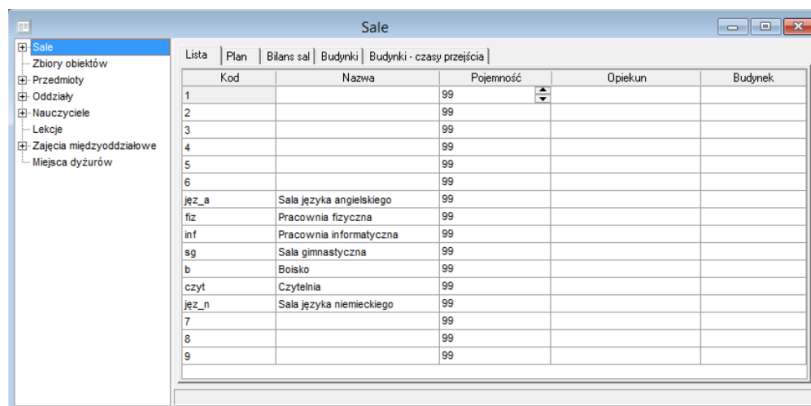 Sale
Sale
Zbiory obiektów
Przedmioty
Oddziały
Nauczyciele
Lekcje
Zajęcia międzyoddziałowe
Miejsca dyżurów
Lista Plan Bilans sal Budynki Budynki - czasy przejścia
Kod Nazwa Pojemność Opiekun Budynek
1 99
2 99
3 99
4 99
5 99
6 99
jęz_a Sala języka angielskiego 99
fiz Pracownia fizyczna 99
inf Pracownia informatyczna 99
sg Sala gimnastyczna 99
b Boisko 99
czyt Czytelnia 99
jęz_n Sala języka niemieckiego 99
7 99
8 99
9 99